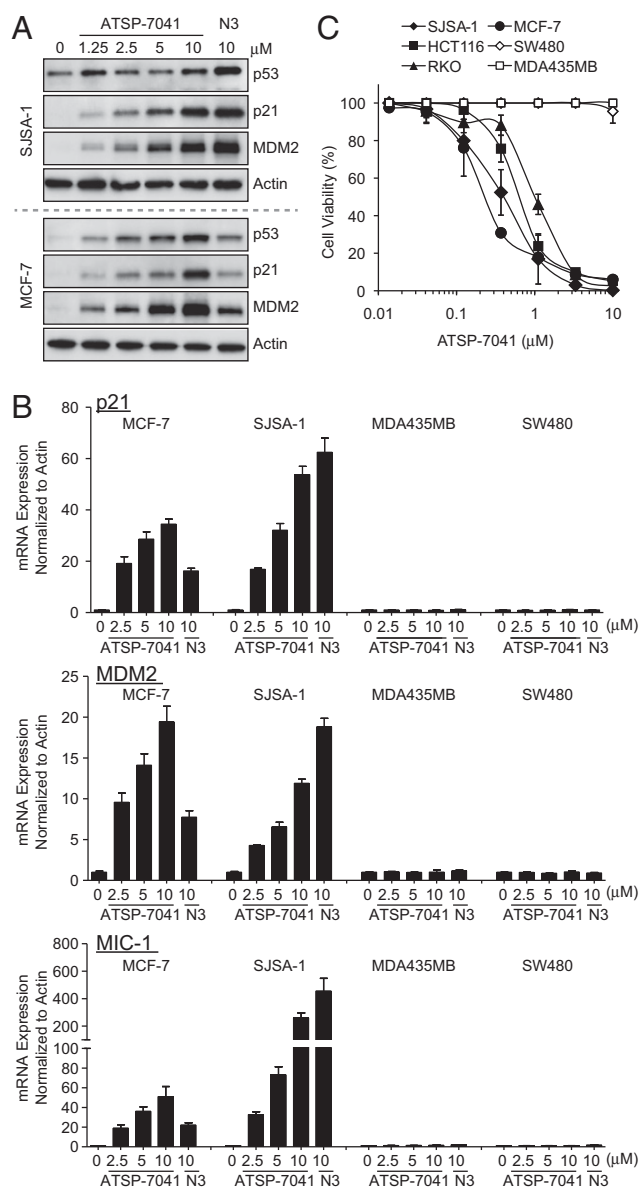 A
ATSP-7041 N3
0 1.25 2.5 5 10 10 μM
SJSA-1
p53
p21
MDM2
Actin
MCF-7
p53
p21
MDM2
Actin
C
SJSA-1 MCF-7
HCT116 SW480
RKO MDA435MB
Cell Viability (%)
100
80
60
40
20
0
0.01 0.1 1 10
ATSP-7041 (μM)
B
p21
MCF-7 SJSA-1 MDA435MB SW480
mRNA Expression
Normalized to Actin
80
60
40
20
0
0 2.5 5 10 10 0 2.5 5 10 10 0 2.5 5 10 10 0 2.5 5 10 10 (μM)
ATSP-7041 N3 ATSP-7041 N3 ATSP-7041 N3 ATSP-7041 N3
MDM2
MCF-7 SJSA-1 MDA435MB SW480
mRNA Expression
Normalized to Actin
25
20
15
10
5
0
0 2.5 5 10 10 0 2.5 5 10 10 0 2.5 5 10 10 0 2.5 5 10 10 (μM)
ATSP-7041 N3 ATSP-7041 N3 ATSP-7041 N3 ATSP-7041 N3
MIC-1
MCF-7 SJSA-1 MDA435MB SW480
mRNA Expression
Normalized to Actin
800
600
400
200
100
80
60
40
20
0
0 2.5 5 10 10 0 2.5 5 10 10 0 2.5 5 10 10 0 2.5 5 10 10 (μM)
ATSP-7041 N3 ATSP-7041 N3 ATSP-7041 N3 ATSP-7041 N3